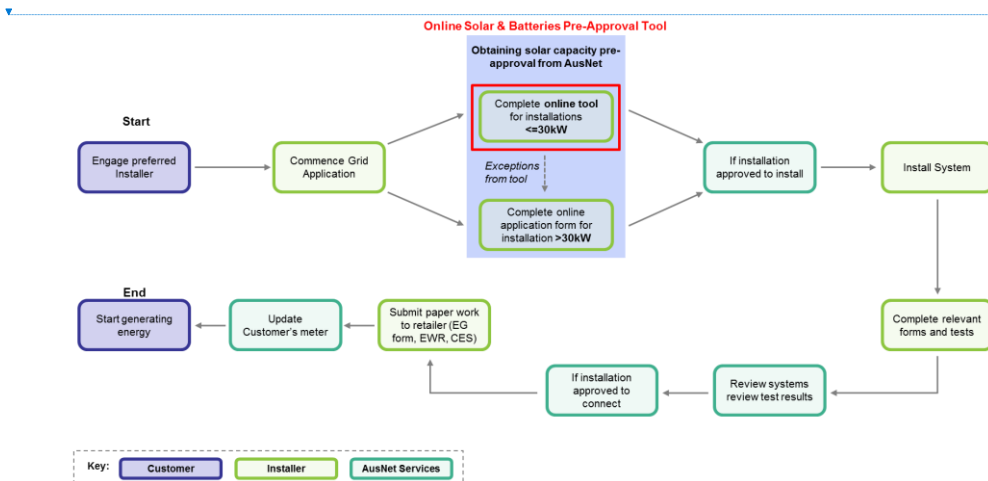 Online Solar & Batteries Pre-Approval Tool
Obtaining solar capacity pre-
approval from AusNet
Complete online tool
for installations
<=30kW
Start
Engage preferred
Installer
Commence Grid
Application
Exceptions
from tool
If installation
approved to
install
Install System
Complete online
application form for
installation >30kW
End
Start generating
energy
Update
Customer's meter
Submit paper work
to retailer (EG
form, EWR, CES)
Complete relevant
forms and tests
If installation
approved to
connect
Review systems
review test results
Key:
Customer
Installer
AusNet Services